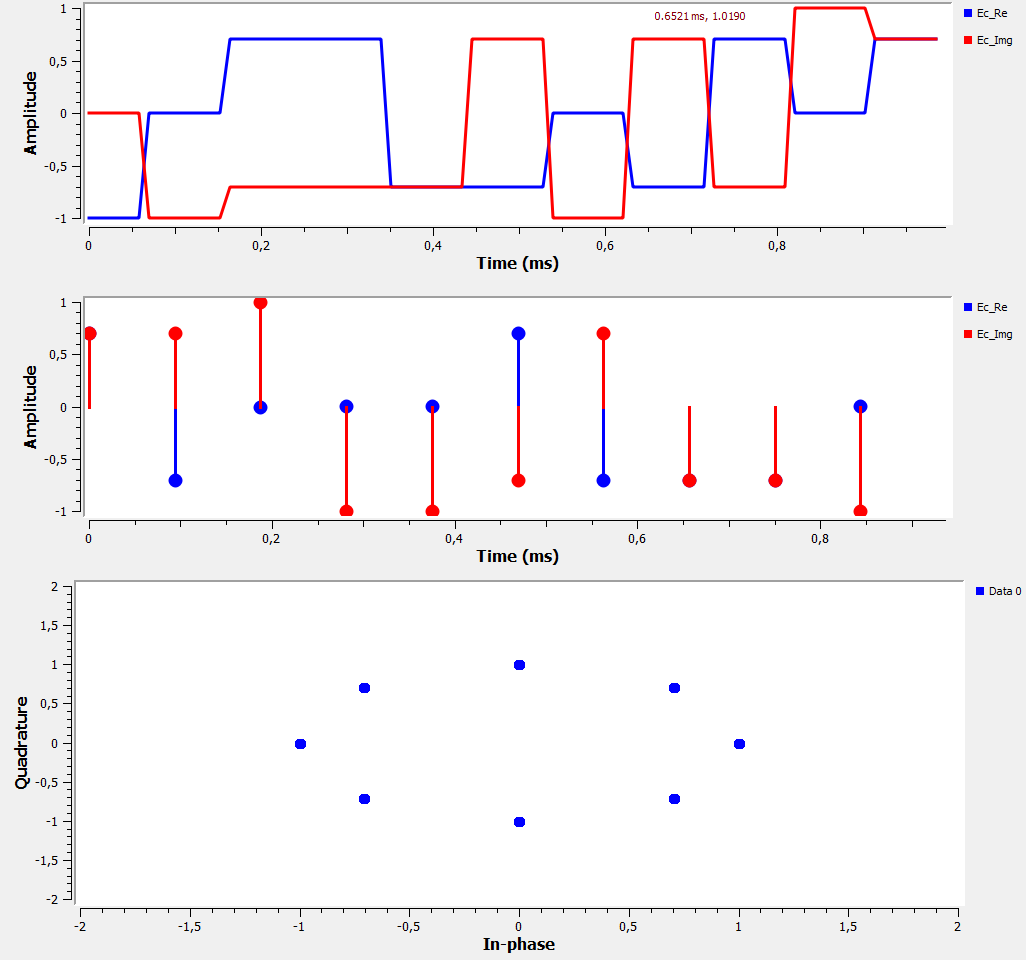 1
0,5
0
-0,5
-1
Amplitude
0.6521 ms, 1.0190
Ec_Re
Ec_Img
0 0,2 0,4 0,6 0,8
Time (ms)
1
0,5
0
-0,5
-1
Amplitude
Ec_Re
Ec_Img
0 0,2 0,4 0,6 0,8
Time (ms)
2
1,5
1
0,5
0
-0,5
-1
-1,5
-2
Quadrature
Data 0
-2 -1,5 -1 -0,5 0 0,5 1 1,5 2
In-phase